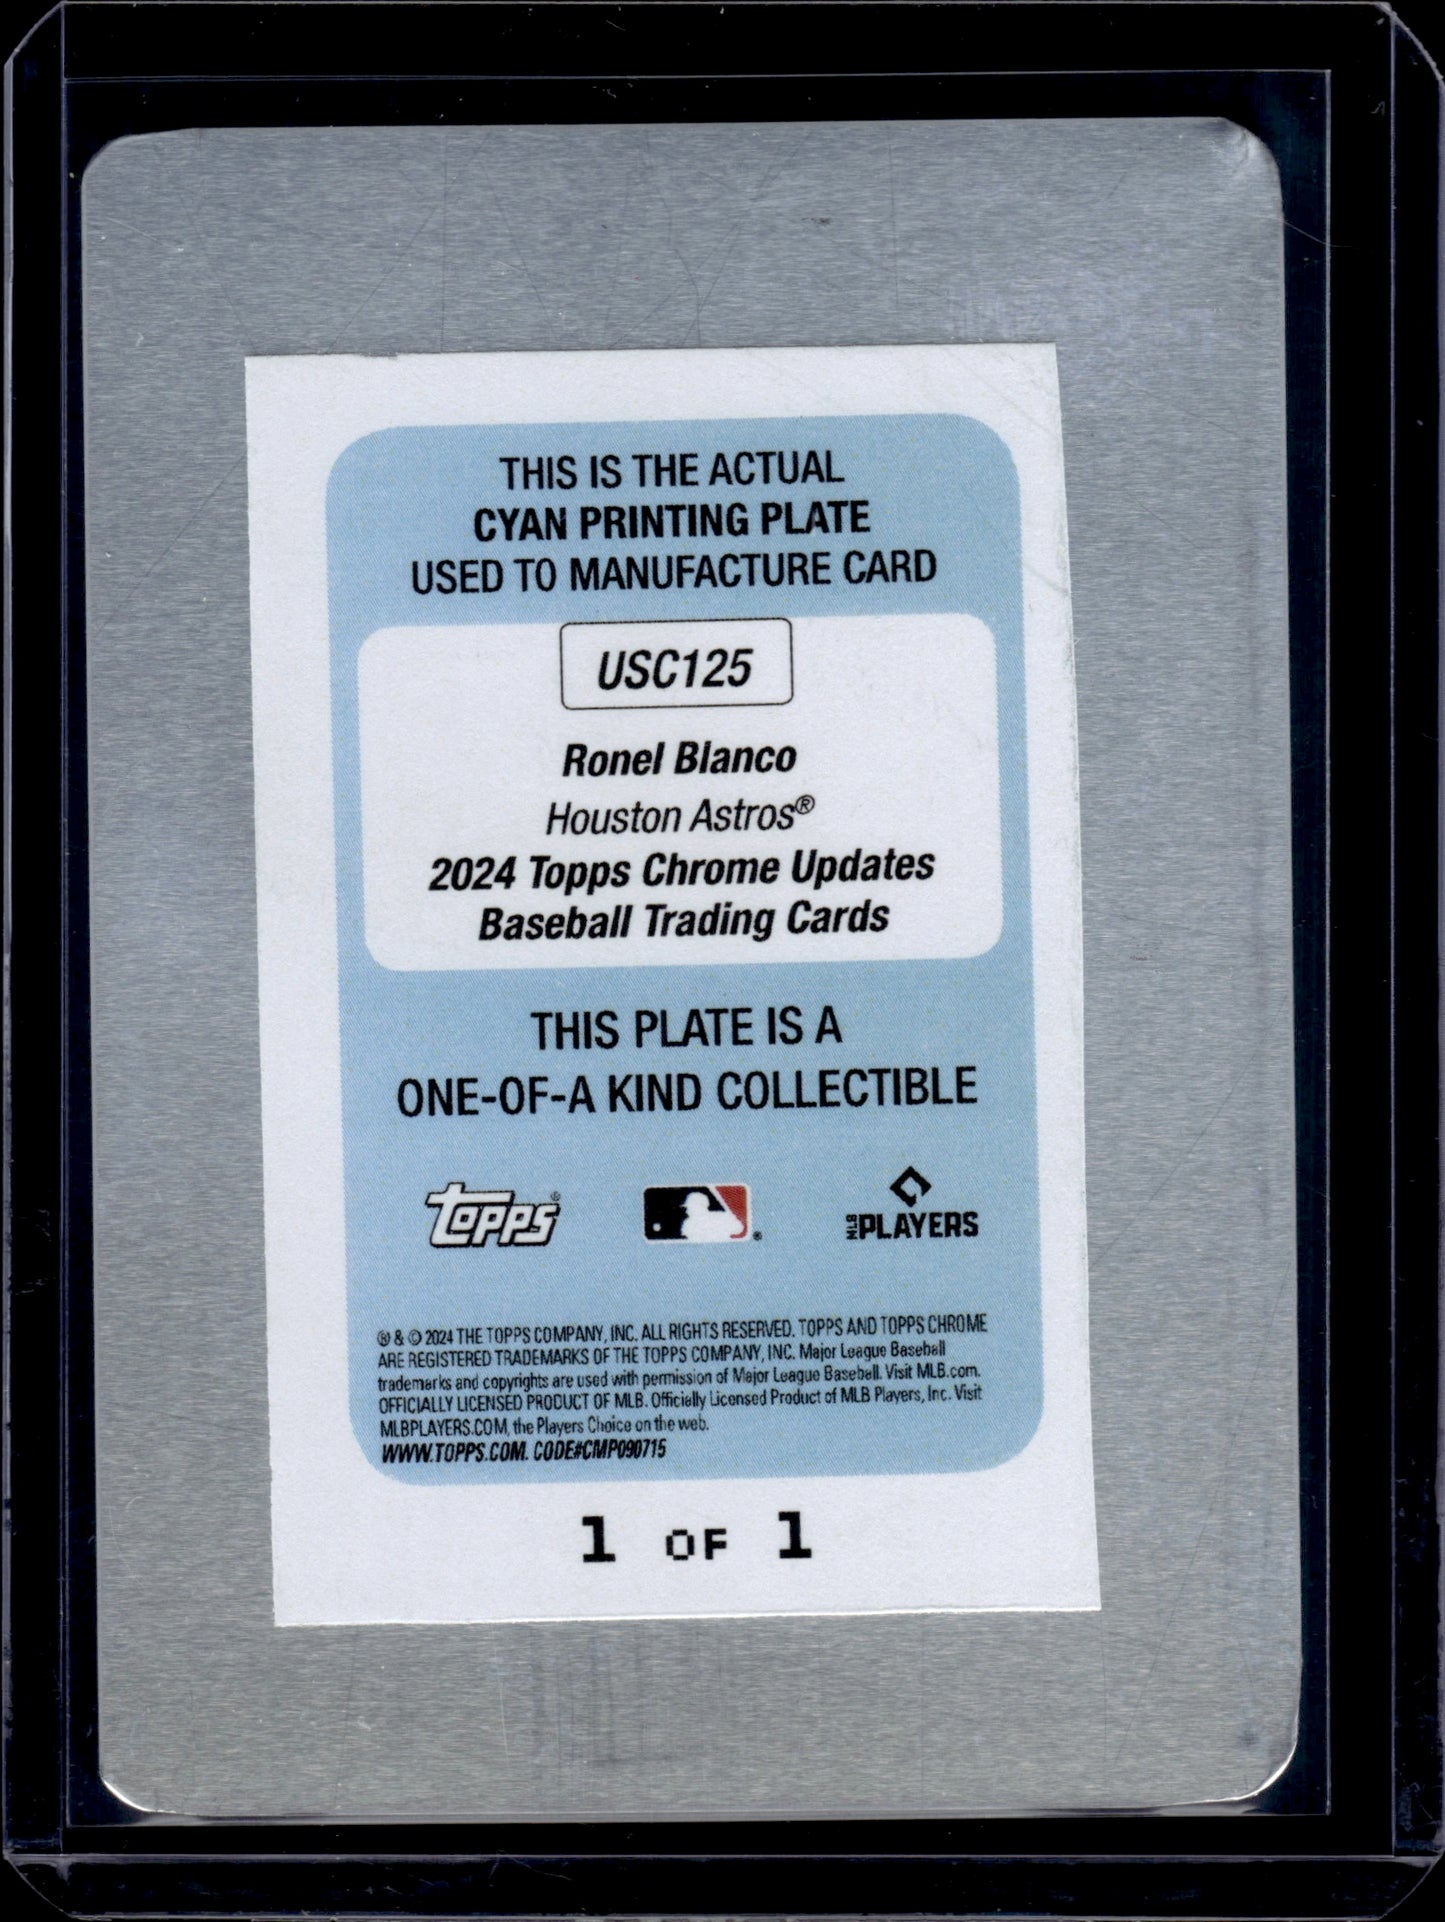 THIS IS THE ACTUAL
CYAN PRINTING PLATE
USED TO MANUFACTURE CARD
USC125
Ronel Blanco
Houston Astros®
2024 Topps Chrome Updates
Baseball Trading Cards
THIS PLATE IS A
ONE-OF-A KIND COLLECTIBLE
Topps® ® MLB PLAYERS
® & © 2024 THE TOPPS COMPANY, INC. ALL RIGHTS RESERVED. TOPPS AND TOPPS CHROME
ARE REGISTERED TRADEMARKS OF THE TOPPS COMPANY, INC. Major League Baseball
trademarks and copyrights are used with permission of Major League Baseball. Visit MLB.com.
OFFICIALLY LICENSED PRODUCT OF MLB. Officially Licensed Product of MLB Players, Inc. Visit
MLBPLAYERS.COM, the Players Choice on the web.
WWW.TOPPS.COM. CODE#CMP090715
1 OF 1